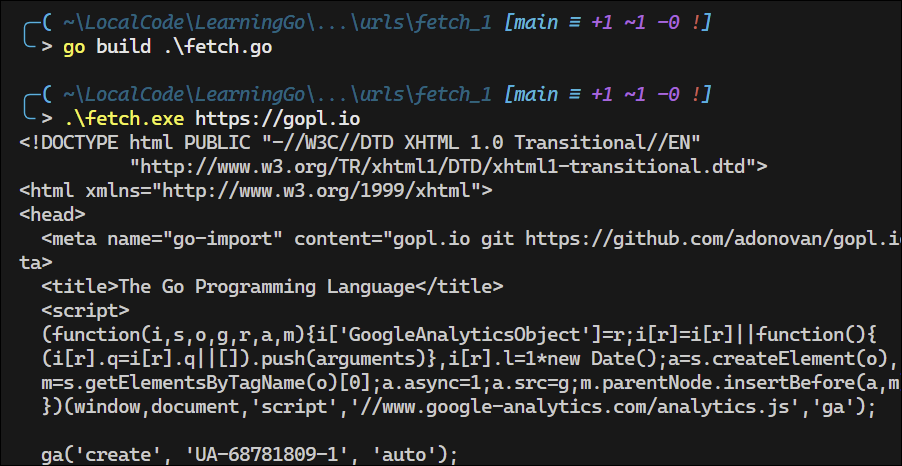 ( ~\LocalCode\LearningGo\...\urls\fetch_1 [main ≡ +1 ~1 -0 !]
> go build .\fetch.go
( ~\LocalCode\LearningGo\...\urls\fetch_1 [main ≡ +1 ~1 -0 !]
> .\fetch.exe https://gopl.io
<!DOCTYPE html PUBLIC "-//W3C//DTD XHTML 1.0 Transitional//EN"
          "http://www.w3.org/TR/xhtml1/DTD/xhtml1-transitional.dtd">
<html xmlns="http://www.w3.org/1999/xhtml">
<head>
  <meta name="go-import" content="gopl.io git https://github.com/adonovan/gopl.i
ta>
  <title>The Go Programming Language</title>
  <script>
  (function(i,s,o,g,r,a,m){i['GoogleAnalyticsObject']=r;i[r]=i[r]||function(){
  (i[r].q=i[r].q||[]).push(arguments)},i[r].l=1*new Date();a=s.createElement(o),
  m=s.getElementsByTagName(o)[0];a.async=1;a.src=g;m.parentNode.insertBefore(a,m
  })(window,document,'script','//www.google-analytics.com/analytics.js','ga');
  ga('create', 'UA-68781809-1', 'auto');